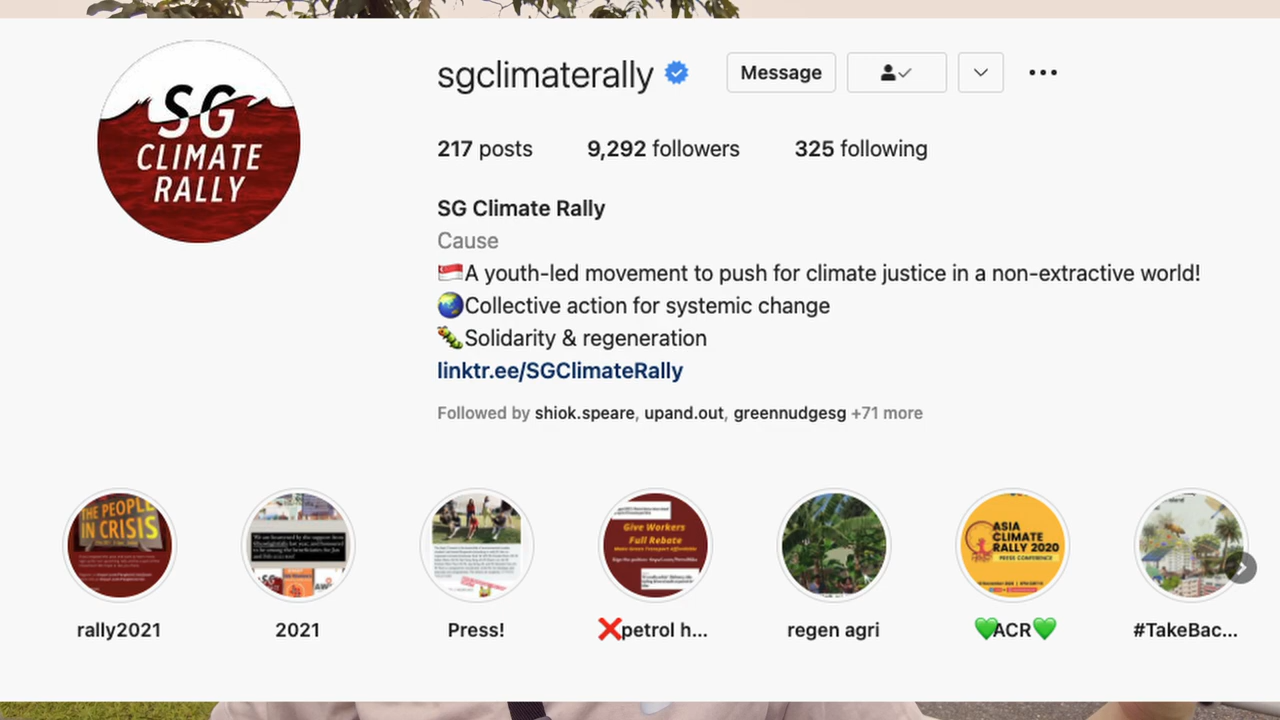 SG
CLIMATE
RALLY
sgclimaterally
Message
217 posts 9,292 followers 325 following
SG Climate Rally
Cause
🇸🇬A youth-led movement to push for climate justice in a non-extractive world!
🌏Collective action for systemic change
🐛Solidarity & regeneration
linktr.ee/SGClimateRally
Followed by shiok.speare, upand.out, greennudgesg +71 more
THE PEOPLE
IN CRISIS
Give Workers
Full Rebate
ASIA
CLIMATE
RALLY 2020
PRESS CONFERENCE
rally2021
2021
Press!
❌petrol h...
regen agri
💚ACR💚
#TakeBac...